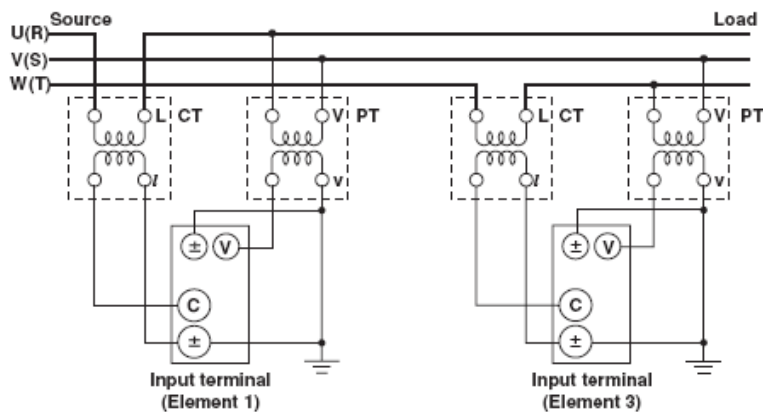 Source Load
U(R)
V(S)
W(T)
L CT V PT L CT V PT
l v l v
± V ± V
C C
± ±
Input terminal Input terminal
(Element 1) (Element 3)